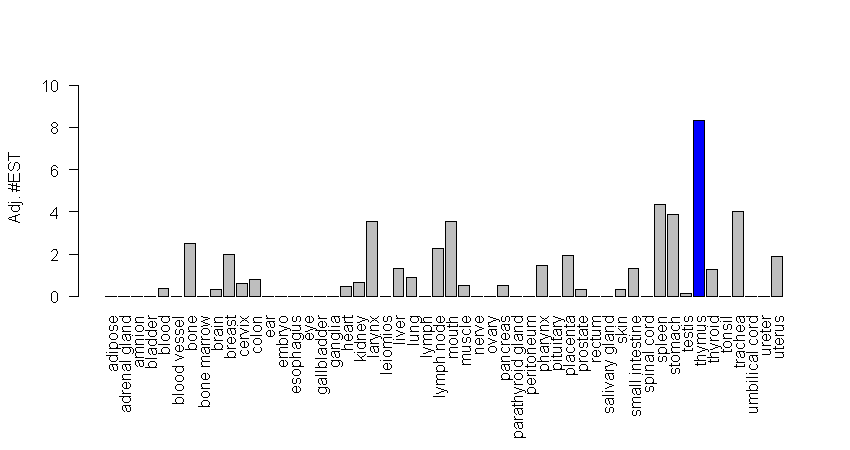 Adj. #EST
10
8
6
4
2
0
adipose
adrenal gland
amnion
bladder
blood
blood vessel
bone
bone marrow
brain
breast
cervix
colon
ear
embryo
esophagus
eye
gallbladder
ganglia
heart
kidney
larynx
leiomios
liver
lung
lymph
lymph node
mouth
muscle
nerve
ovary
pancreas
parathyroid gland
peritoneum
pharynx
pituitary
placenta
prostate
rectum
salivary gland
skin
small intestine
spinal cord
spleen
stomach
testis
thymus
thyroid
tonsil
trachea
umbilical cord
ureter
uterus